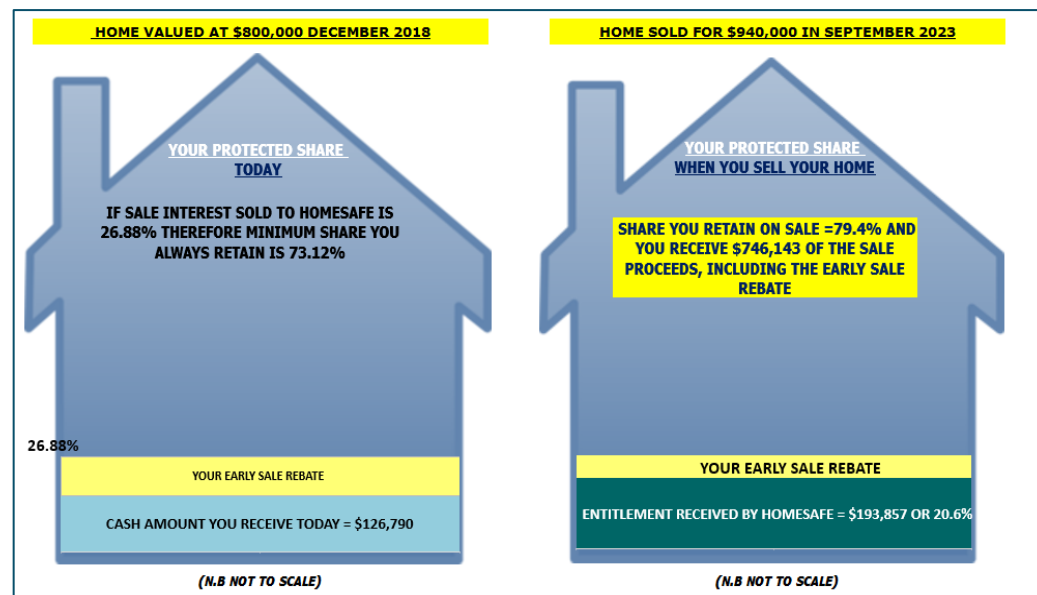 HOME VALUED AT $800,000 DECEMBER 2018
YOUR PROTECTED SHARE
TODAY
IF SALE INTEREST SOLD TO HOMESAFE IS
26.88% THEREFORE MINIMUM SHARE YOU
ALWAYS RETAIN IS 73.12%
26.88%
YOUR EARLY SALE REBATE
CASH AMOUNT YOU RECEIVE TODAY = $126,790
(N.B NOT TO SCALE)
HOME SOLD FOR $940,000 IN SEPTEMBER 2023
YOUR PROTECTED SHARE
WHEN YOU SELL YOUR HOME
SHARE YOU RETAIN ON SALE =79.4% AND
YOU RECEIVE $746,143 OF THE SALE
PROCEEDS, INCLUDING THE EARLY SALE
REBATE
YOUR EARLY SALE REBATE
ENTITLEMENT RECEIVED BY HOMESAFE = $193,857 OR 20.6%
(N.B NOT TO SCALE)